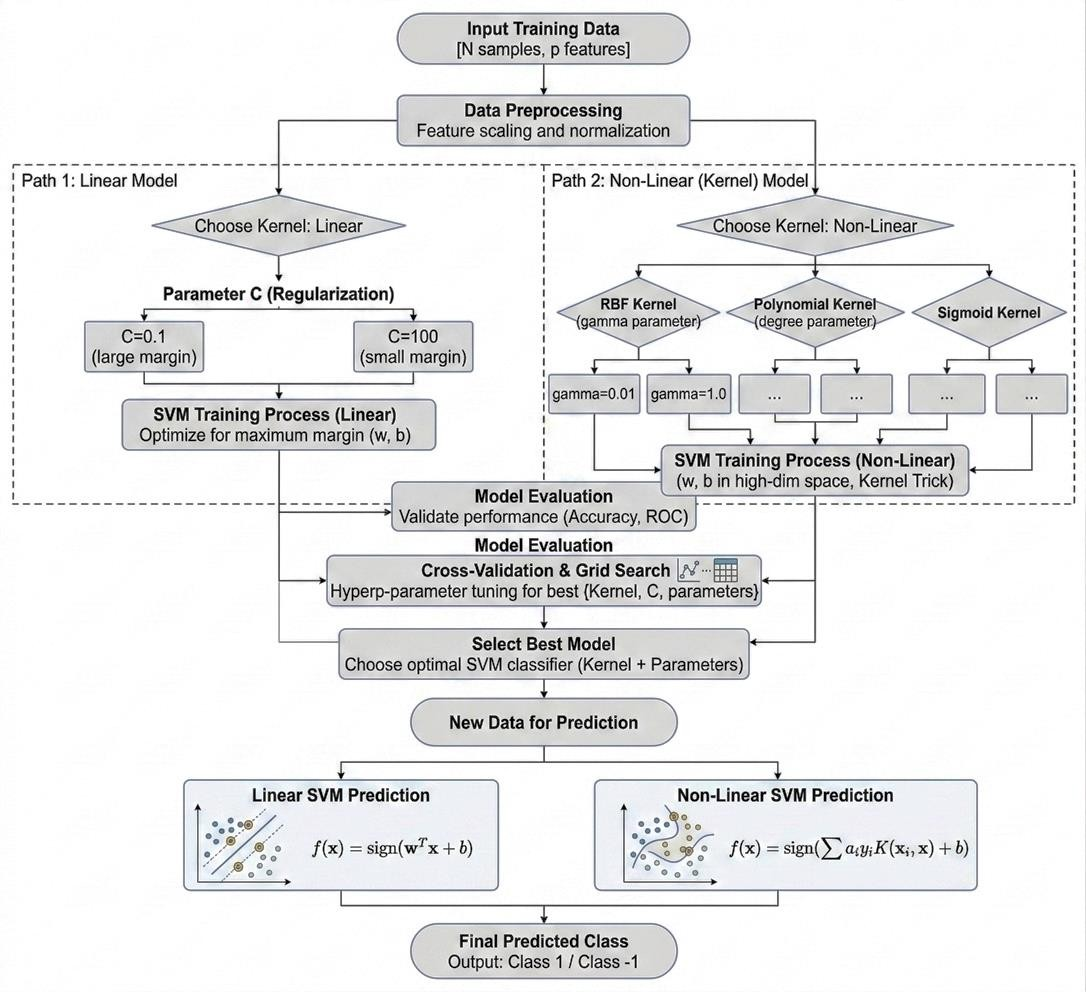 Input Training Data
[N samples, p features]
Data Preprocessing
Feature scaling and normalization
Path 1: Linear Model
Choose Kernel: Linear
Parameter C (Regularization)
C=0.1
(large margin)
C=100
(small margin)
SVM Training Process (Linear)
Optimize for maximum margin (w, b)
Path 2: Non-Linear (Kernel) Model
Choose Kernel: Non-Linear
RBF Kernel
(gamma parameter)
Polynomial Kernel
(degree parameter)
Sigmoid Kernel
gamma=0.01
gamma=1.0
...
...
...
...
SVM Training Process (Non-Linear)
(w, b in high-dim space, Kernel Trick)
Model Evaluation
Validate performance (Accuracy, ROC)
Model Evaluation
Cross-Validation & Grid Search
Hyperp-parameter tuning for best {Kernel, C, parameters}
Select Best Model
Choose optimal SVM classifier (Kernel + Parameters)
New Data for Prediction
Linear SVM Prediction
f(x) = sign(wᵀx + b)
Non-Linear SVM Prediction
f(x) = sign(∑ aᵢyᵢK(xᵢ, x) + b)
Final Predicted Class
Output: Class 1 / Class -1